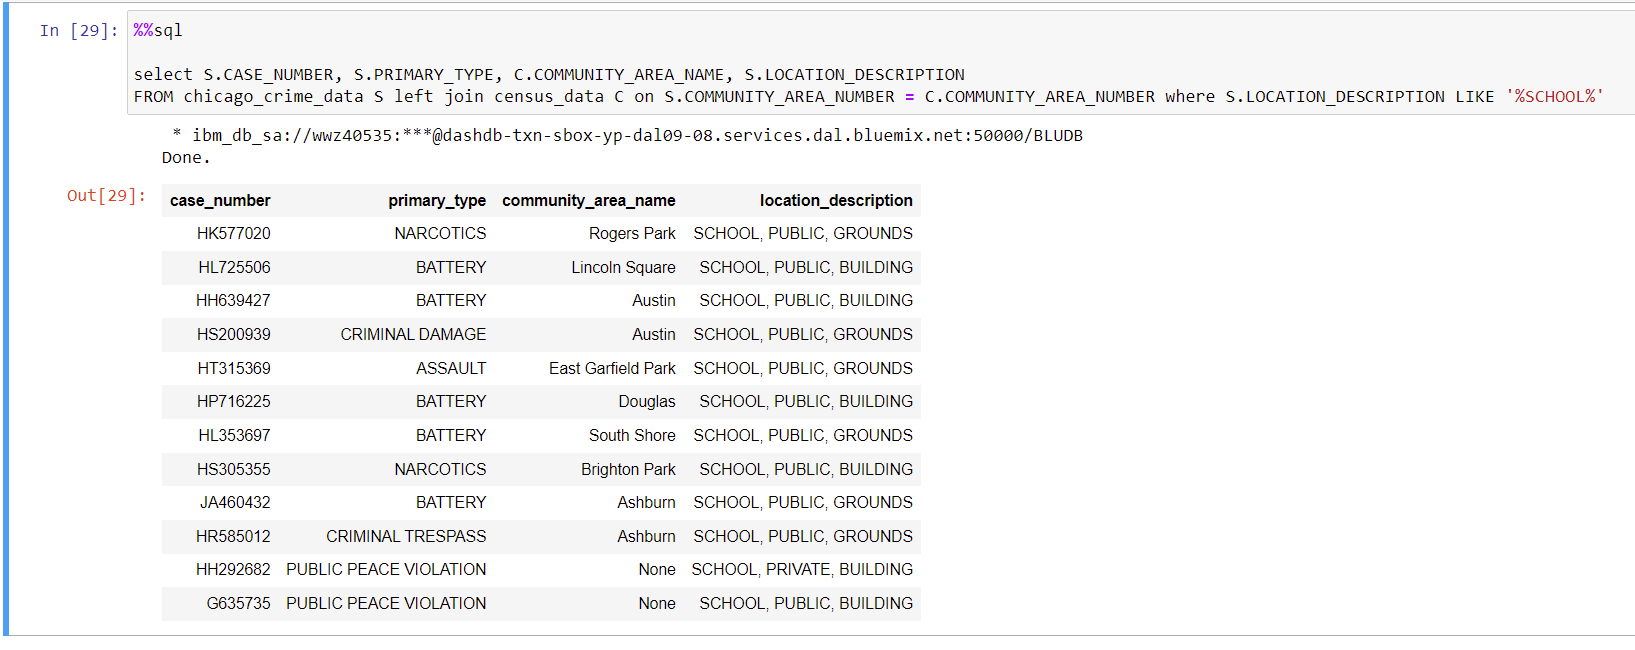 In [29]: %%sql
select S.CASE_NUMBER, S.PRIMARY_TYPE, C.COMMUNITY_AREA_NAME, S.LOCATION_DESCRIPTION
FROM chicago_crime_data S left join census_data C on S.COMMUNITY_AREA_NUMBER = C.COMMUNITY_AREA_NUMBER where S.LOCATION_DESCRIPTION LIKE '%SCHOOL%'
* ibm_db_sa://wwz40535:***@dashdb-txn-sbox-yp-dal09-08.services.dal.bluemix.net:50000/BLUDB
Done.
Out[29]: case_number primary_type community_area_name location_description
HK577020 NARCOTICS Rogers Park SCHOOL, PUBLIC, GROUNDS
HL725506 BATTERY Lincoln Square SCHOOL, PUBLIC, BUILDING
HH639427 BATTERY Austin SCHOOL, PUBLIC, BUILDING
HS200939 CRIMINAL DAMAGE Austin SCHOOL, PUBLIC, GROUNDS
HT315369 ASSAULT East Garfield Park SCHOOL, PUBLIC, GROUNDS
HP716225 BATTERY Douglas SCHOOL, PUBLIC, BUILDING
HL353697 BATTERY South Shore SCHOOL, PUBLIC, GROUNDS
HS305355 NARCOTICS Brighton Park SCHOOL, PUBLIC, BUILDING
JA460432 BATTERY Ashburn SCHOOL, PUBLIC, GROUNDS
HR585012 CRIMINAL TRESPASS Ashburn SCHOOL, PUBLIC, GROUNDS
HH292682 PUBLIC PEACE VIOLATION None SCHOOL, PRIVATE, BUILDING
G635735 PUBLIC PEACE VIOLATION None SCHOOL, PUBLIC, BUILDING